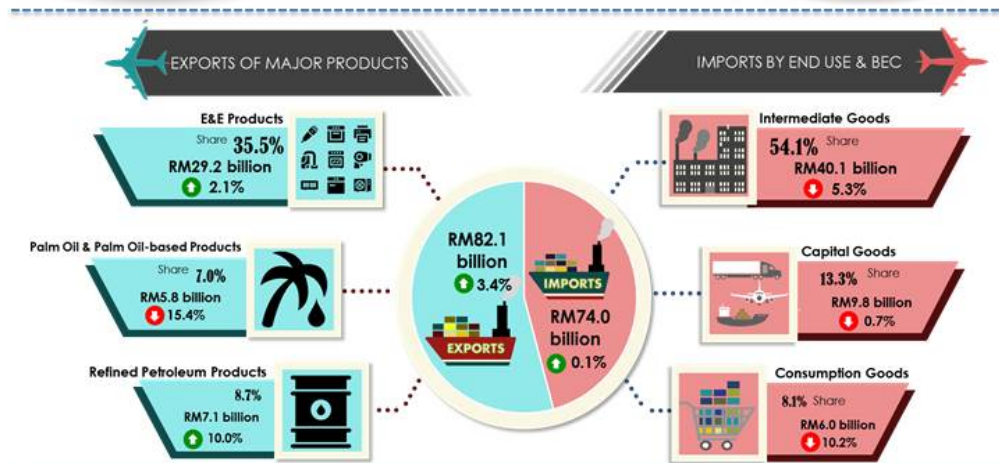 EXPORTS OF MAJOR PRODUCTS
IMPORTS BY END USE & BEC
E&E Products
Share 35.5%
RM29.2 billion
2.1%
Palm Oil & Palm Oil-based Products
Share 7.0%
RM5.8 billion
15.4%
Refined Petroleum Products
8.7%
RM7.1 billion
10.0%
RM82.1
billion
3.4%
EXPORTS
IMPORTS
RM74.0
billion
0.1%
Intermediate Goods
54.1% Share
RM40.1 billion
5.3%
Capital Goods
13.3% Share
RM9.8 billion
0.7%
Consumption Goods
8.1% Share
RM6.0 billion
10.2%